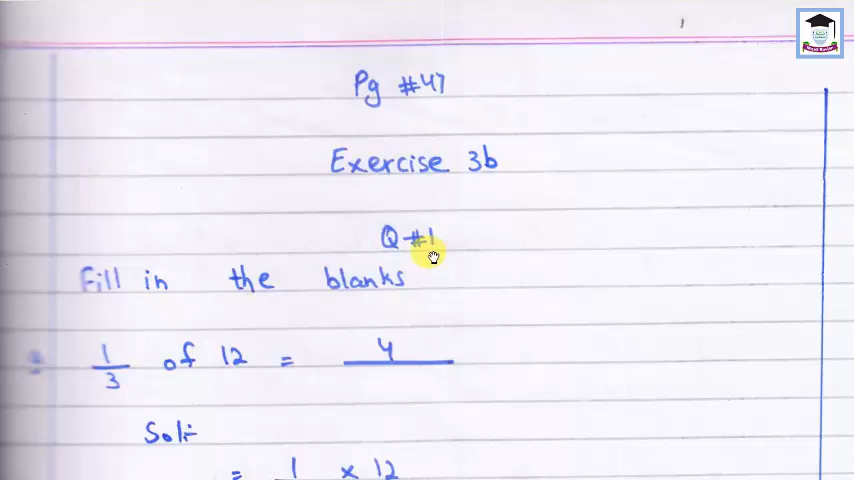 Pg #47
Exercise 3b
Q #1
Fill in the blanks
1/3 of 12 = 4
Sol:-
= 1 × 12